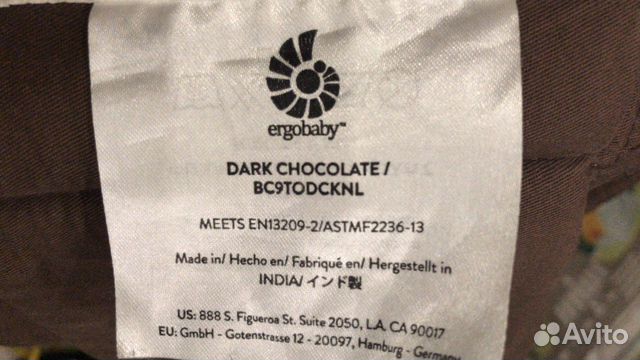 ergobaby™
DARK CHOCOLATE /
BC9TODCKNL
MEETS EN13209-2/ASTMF2236-13
Made in/ Hecho en/ Fabriqué en/ Hergestellt in
INDIA/ インド製
US: 888 S. Figueroa St. Suite 2050, L.A. CA 90017
EU: GmbH - Gotenstrasse 12 - 20097, Hamburg - Germany
Avito